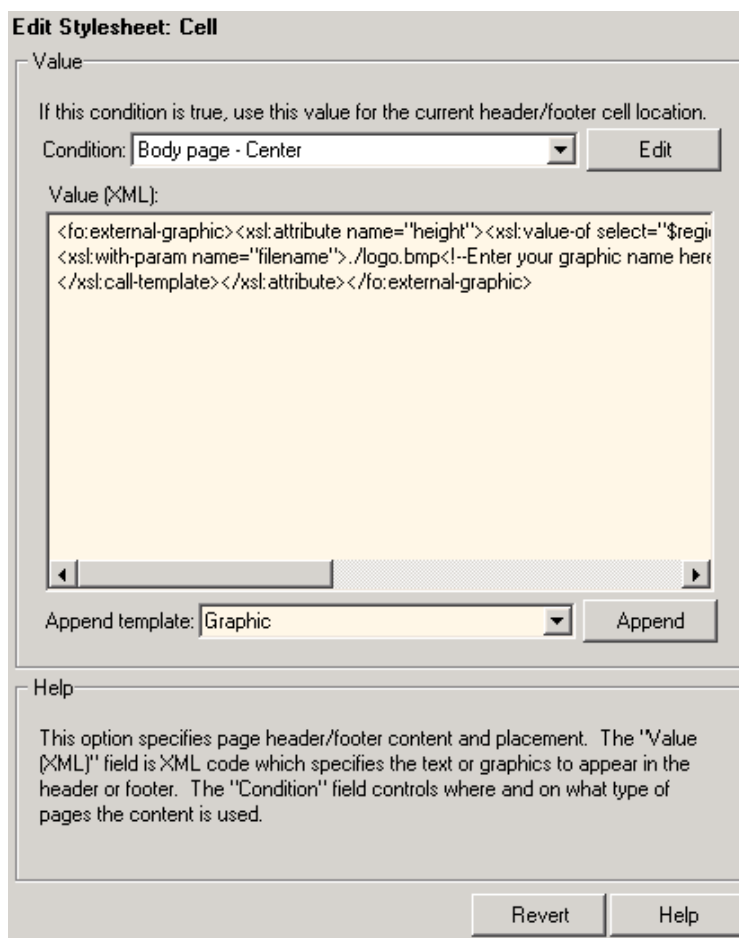 Edit Stylesheet: Cell
Value
If this condition is true, use this value for the current header/footer cell location.
Condition: Body page - Center
Edit
Value (XML):
<fo:external-graphic><xsl:attribute name="height"><xsl:value-of select="$regi
<xsl:with-param name="filename">./logo.bmp<!--Enter your graphic name here
</xsl:call-template></xsl:attribute></fo:external-graphic>
Append template: Graphic
Append
Help
This option specifies page header/footer content and placement.  The "Value
(XML)" field is XML code which specifies the text or graphics to appear in the
header or footer.  The "Condition" field controls where and on what type of
pages the content is used.
Revert
Help